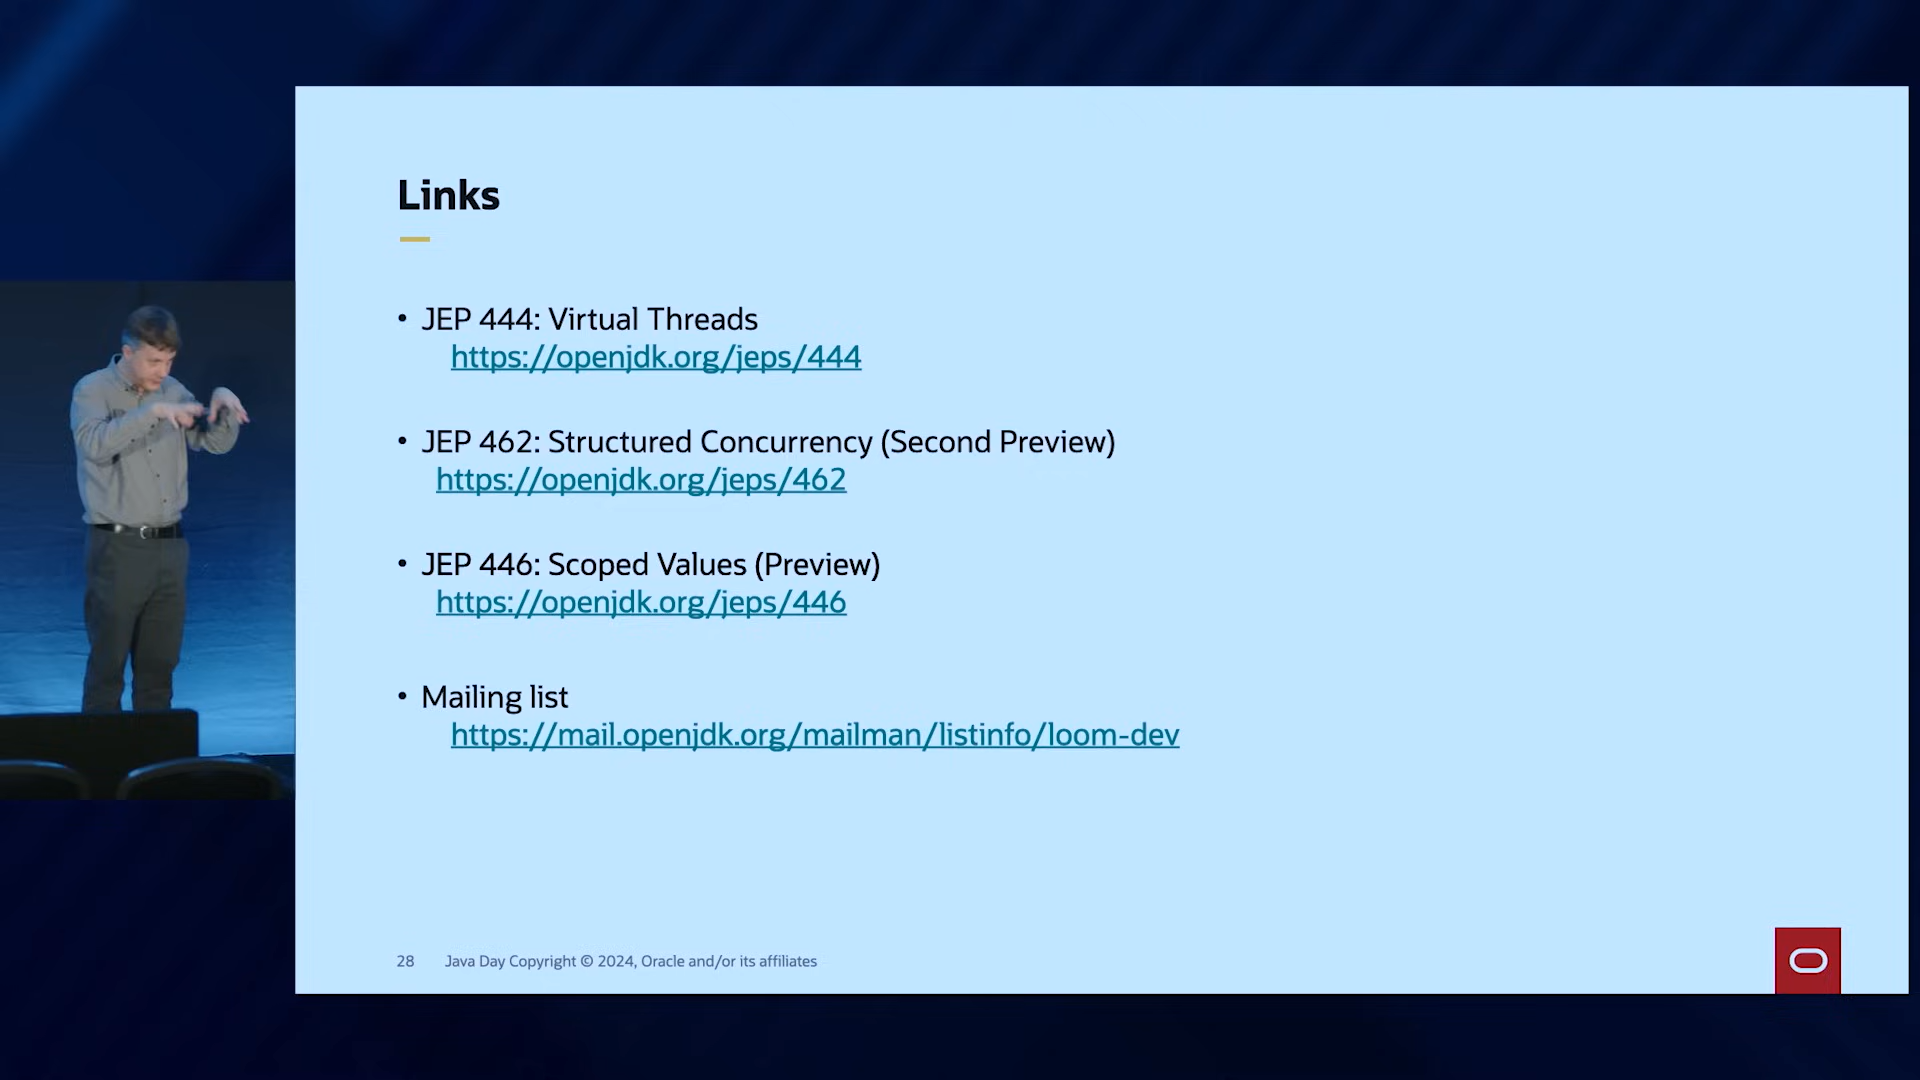 Links
• JEP 444: Virtual Threads
https://openjdk.org/jeps/444
• JEP 462: Structured Concurrency (Second Preview)
https://openjdk.org/jeps/462
• JEP 446: Scoped Values (Preview)
https://openjdk.org/jeps/446
• Mailing list
https://mail.openjdk.org/mailman/listinfo/loom-dev
28 Java Day Copyright © 2024, Oracle and/or its affiliates